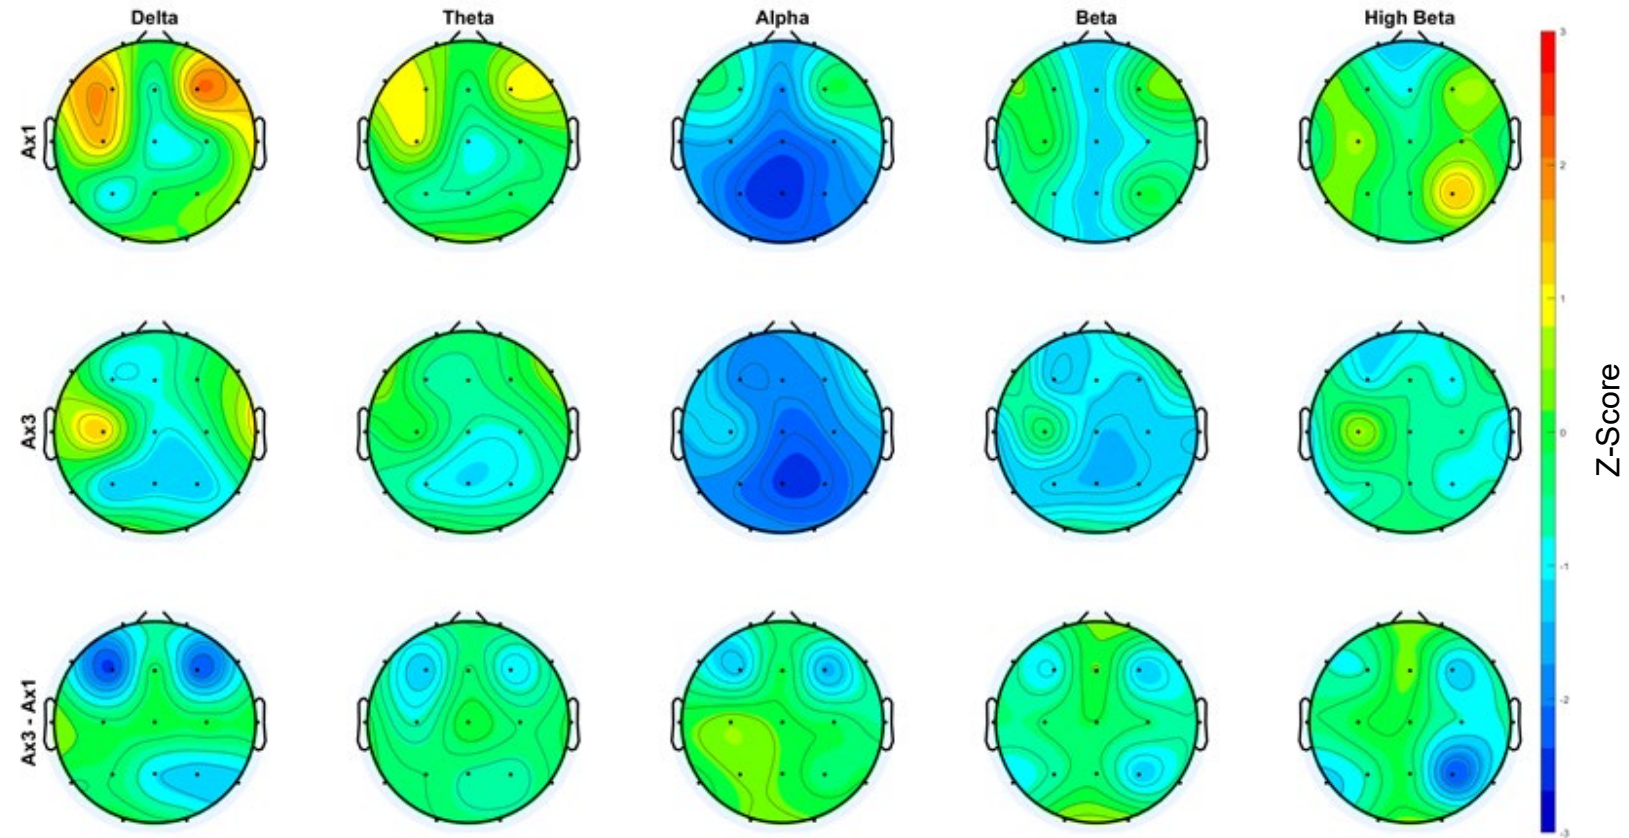 Delta Theta Alpha Beta High Beta
Ax1
Ax3
Ax3 - Ax1
3
2
1
0
-1
-2
-3
Z-Score